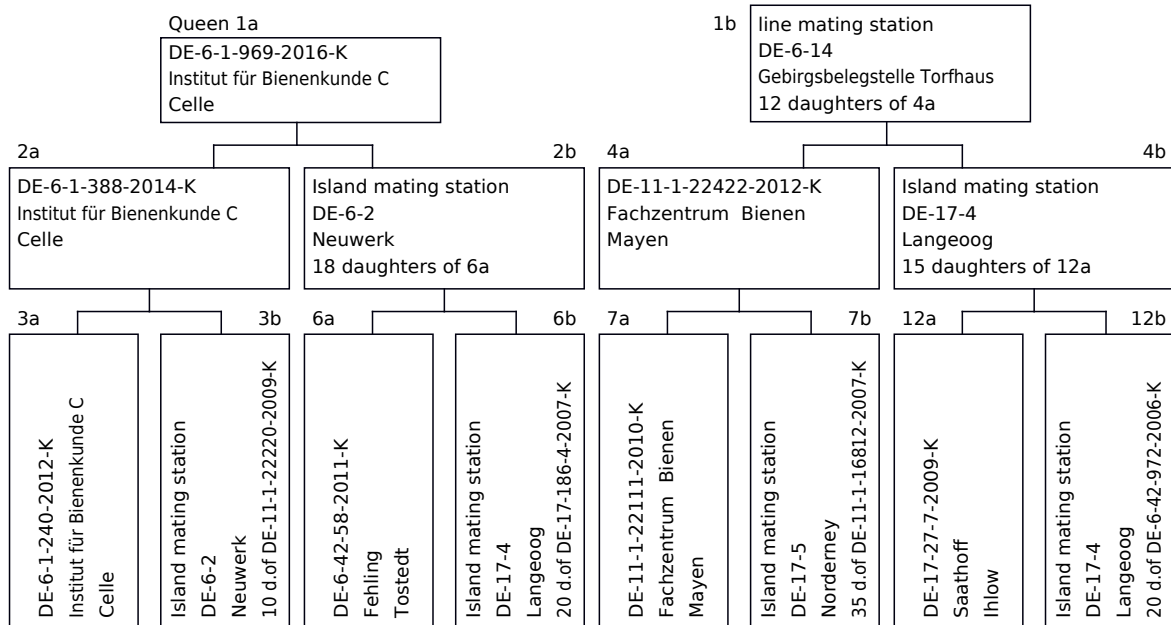 Queen 1a
DE-6-1-969-2016-K
Institut für Bienenkunde C
Celle
1b
line mating station
DE-6-14
Gebirgsbelegstelle Torfhaus
12 daughters of 4a
2a
DE-6-1-388-2014-K
Institut für Bienenkunde C
Celle
2b
Island mating station
DE-6-2
Neuwerk
18 daughters of 6a
4a
DE-11-1-22422-2012-K
Fachzentrum Bienen
Mayen
4b
Island mating station
DE-17-4
Langeoog
15 daughters of 12a
3a
DE-6-1-240-2012-K
Institut für Bienenkunde C
Celle
3b
Island mating station
DE-6-2
Neuwerk
10 d.of DE-11-1-22220-2009-K
6a
DE-6-42-58-2011-K
Fehling
Tostedt
6b
Island mating station
DE-17-4
Langeoog
20 d.of DE-17-186-4-2007-K
7a
DE-11-1-22111-2010-K
Fachzentrum Bienen
Mayen
7b
Island mating station
DE-17-5
Norderney
35 d.of DE-11-1-16812-2007-K
12a
DE-17-27-7-2009-K
Saathoff
Ihlow
12b
Island mating station
DE-17-4
Langeoog
20 d.of DE-6-42-972-2006-K